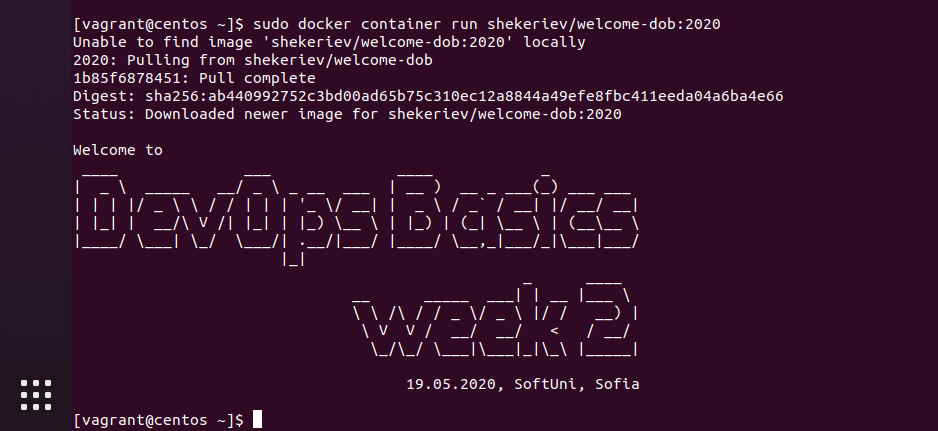 [vagrant@centos ~]$ sudo docker container run shekeriev/welcome-dob:2020
Unable to find image 'shekeriev/welcome-dob:2020' locally
2020: Pulling from shekeriev/welcome-dob
1b85f6878451: Pull complete
Digest: sha256:ab440992752c3bd00ad65b75c310ec12a8844a49efe8fbc411eeda04a6ba4e66
Status: Downloaded newer image for shekeriev/welcome-dob:2020
Welcome to
DevOps Basics
week 2
19.05.2020, SoftUni, Sofia
[vagrant@centos ~]$